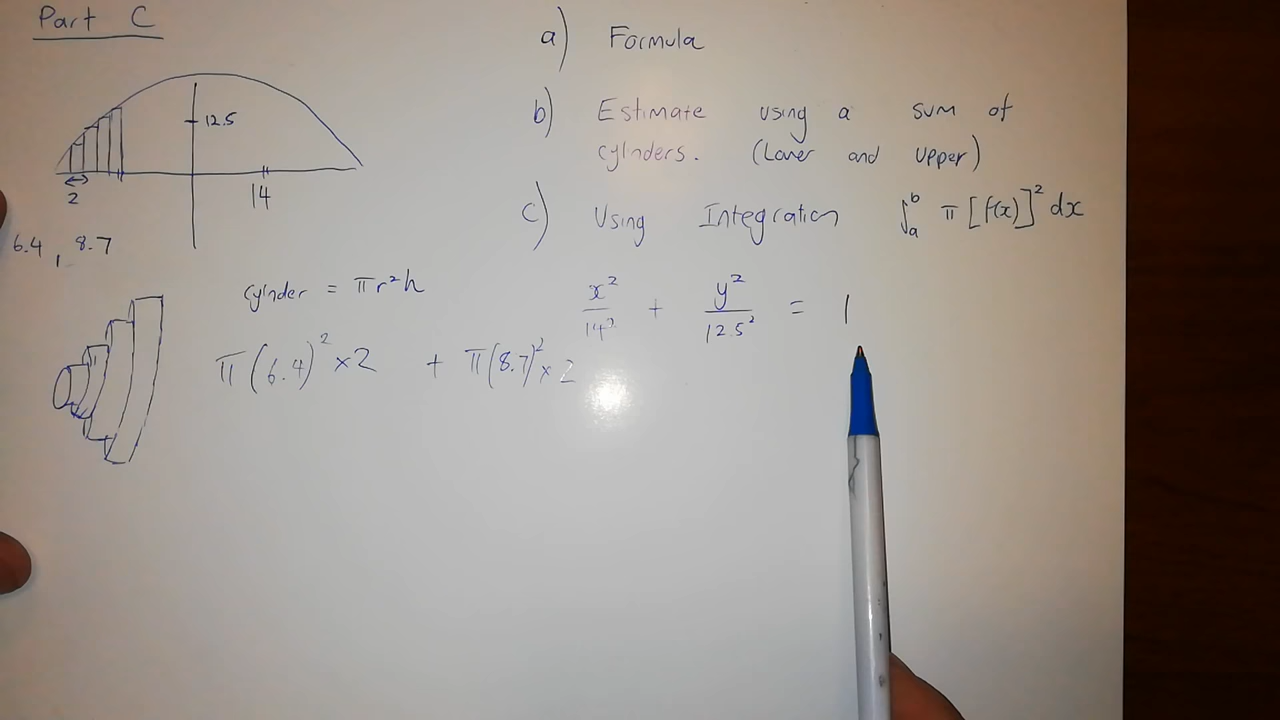 Part C
12.5
2
14
6.4, 8.7
a) Formula
b) Estimate using a sum of
cylinders. (Lower and Upper)
c) Using Integration ∫ₐᵇ π[f(x)]² dx
cylinder = πr²h
π(6.4)² × 2 + π(8.7)² × 2
x²/14² + y²/12.5² = 1